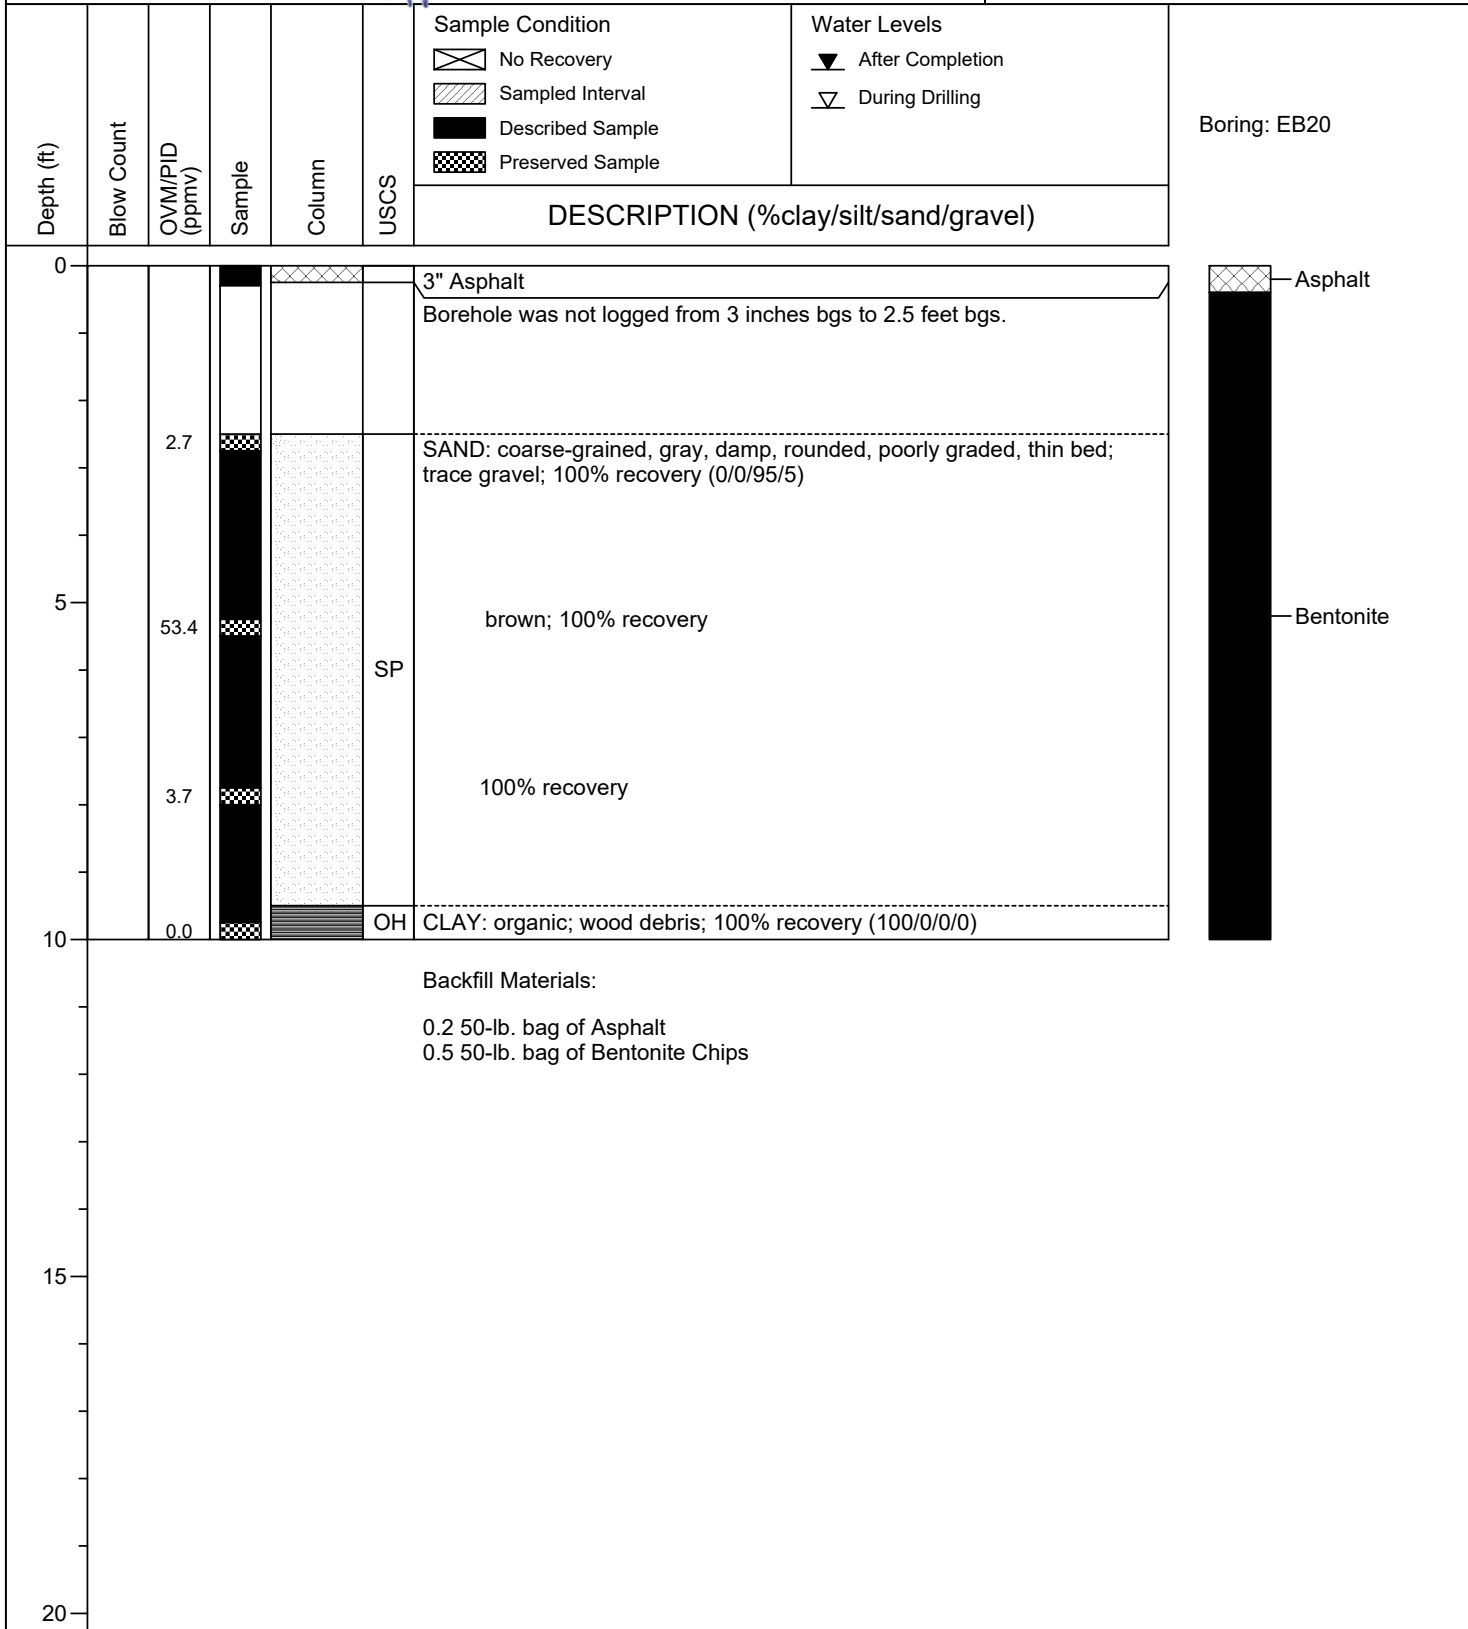 Sample Condition
No Recovery
Sampled Interval
Described Sample
Preserved Sample
Water Levels
After Completion
During Drilling
Boring: EB20
Depth (ft)
Blow Count
OVM/PID
(ppmv)
Sample
Column
USCS
DESCRIPTION (%clay/silt/sand/gravel)
0
3" Asphalt
Asphalt
Borehole was not logged from 3 inches bgs to 2.5 feet bgs.
2.7
SAND: coarse-grained, gray, damp, rounded, poorly graded, thin bed;
trace gravel; 100% recovery (0/0/95/5)
5
53.4
brown; 100% recovery
Bentonite
SP
3.7
100% recovery
0.0
OH
CLAY: organic; wood debris; 100% recovery (100/0/0/0)
10
Backfill Materials:
0.2 50-lb. bag of Asphalt
0.5 50-lb. bag of Bentonite Chips
15
20